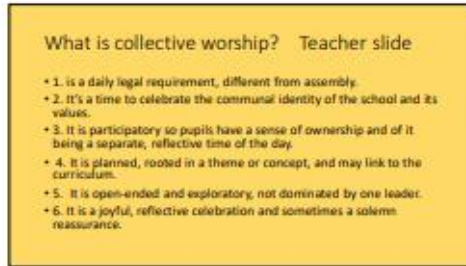 What is collective worship? Teacher slide
• 1. is a daily legal requirement, different from assembly.
• 2. It's a time to celebrate the communal identity of the school and its
values.
• 3. It is participatory so pupils have a sense of ownership and of it
being a separate, reflective time of the day.
• 4. It is planned, rooted in a theme or concept, and may link to the
curriculum.
• 5. It is open-ended and exploratory, not dominated by one leader.
• 6. It is a joyful, reflective celebration and sometimes a solemn
reassurance.